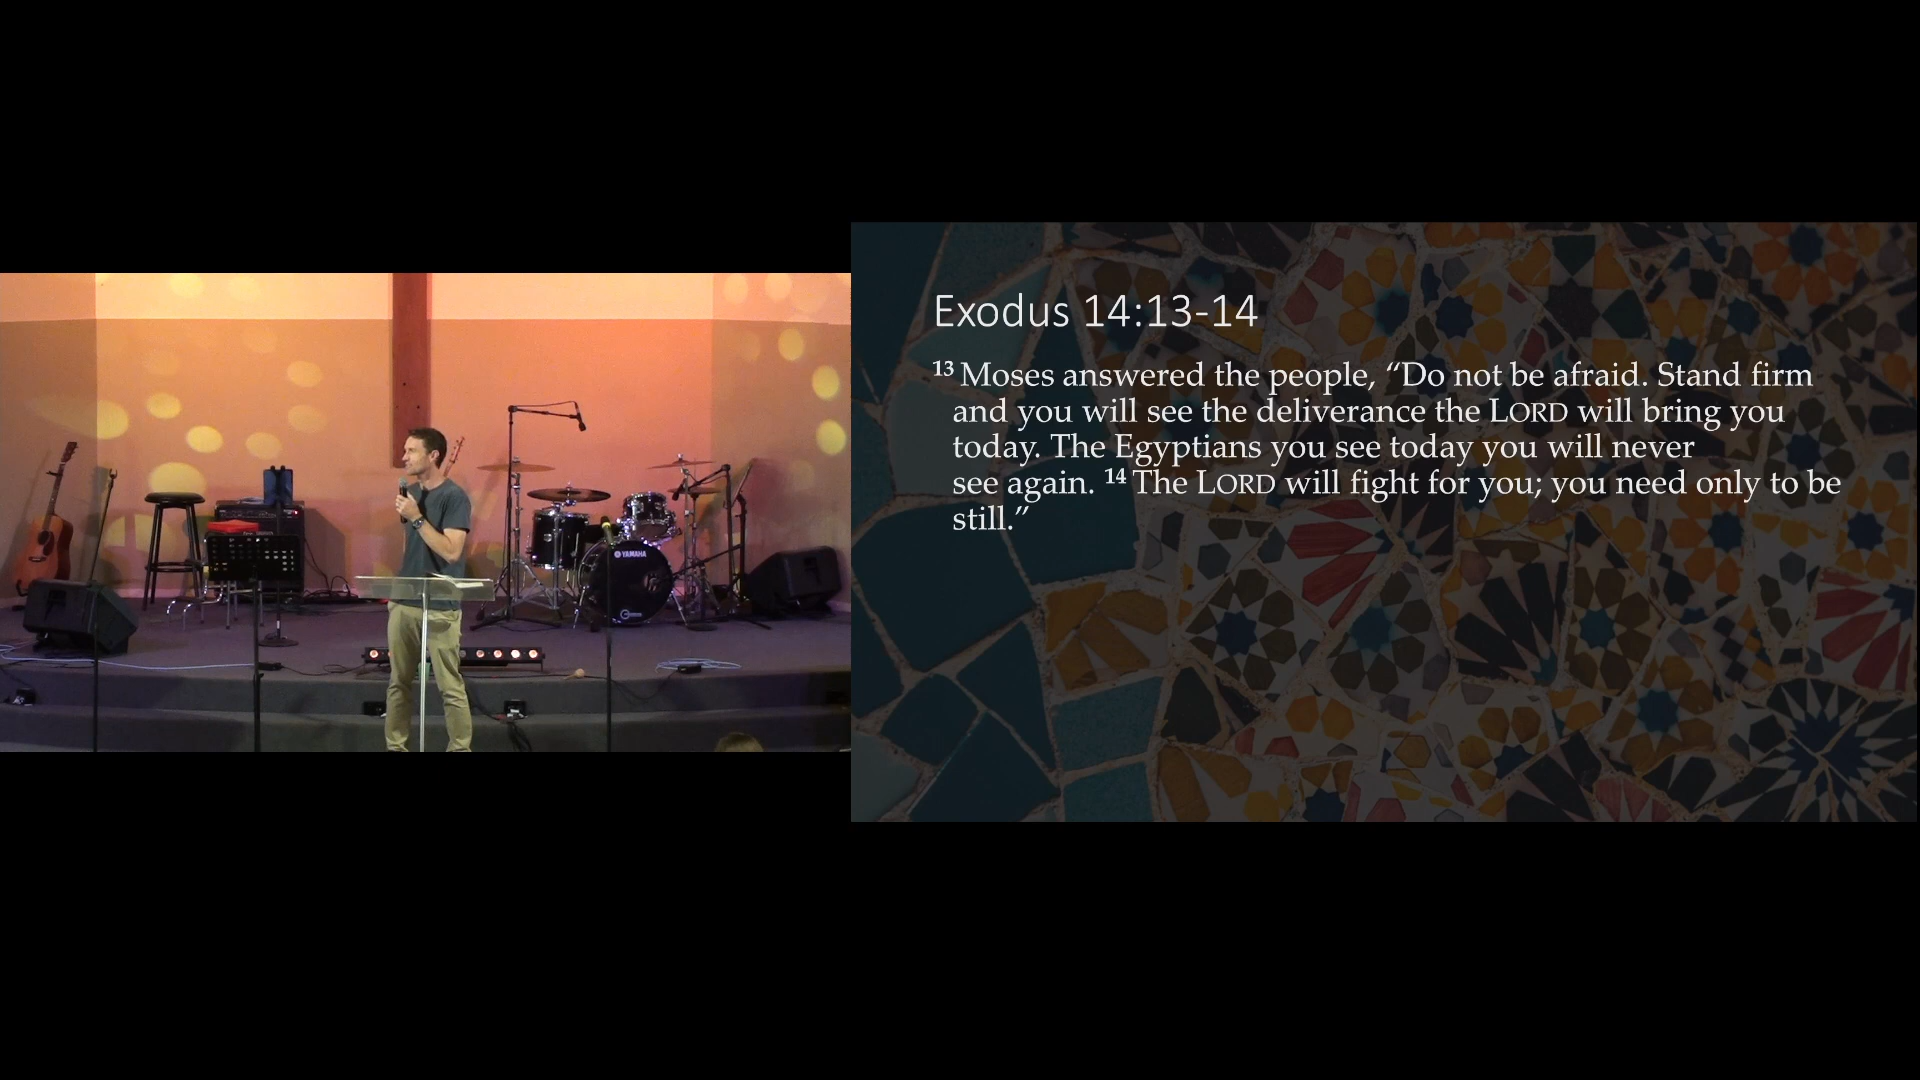 Exodus 14:13-14
13 Moses answered the people, “Do not be afraid. Stand firm
and you will see the deliverance the LORD will bring you
today. The Egyptians you see today you will never
see again. 14 The LORD will fight for you; you need only to be
still.”
YAMAHA